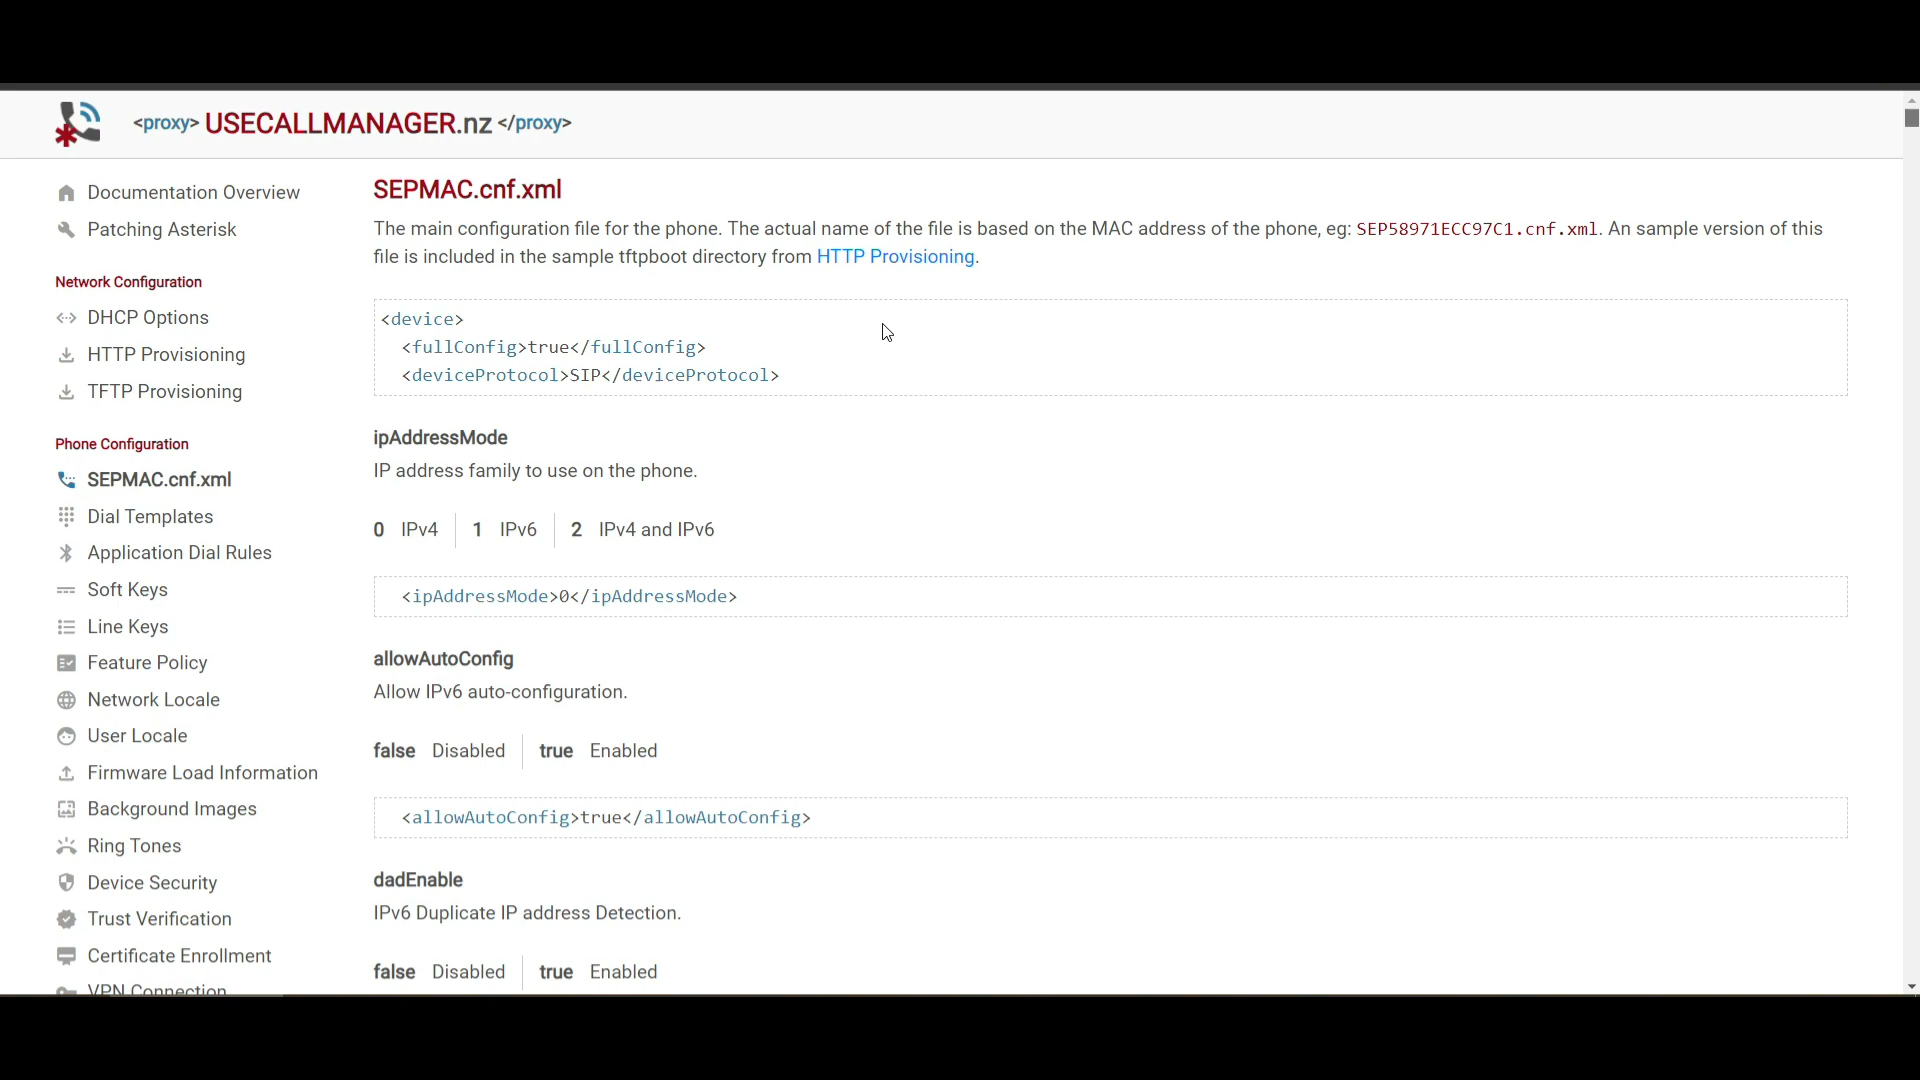 <proxy> USECALLMANAGER.nz </proxy>
Documentation Overview
Patching Asterisk
Network Configuration
DHCP Options
HTTP Provisioning
TFTP Provisioning
Phone Configuration
SEPMAC.cnf.xml
Dial Templates
Application Dial Rules
Soft Keys
Line Keys
Feature Policy
Network Locale
User Locale
Firmware Load Information
Background Images
Ring Tones
Device Security
Trust Verification
Certificate Enrollment
VPN Connection
SEPMAC.cnf.xml
The main configuration file for the phone. The actual name of the file is based on the MAC address of the phone, eg: SEP58971ECC97C1.cnf.xml. An sample version of this
file is included in the sample tftpboot directory from HTTP Provisioning.
<device>
<fullConfig>true</fullConfig>
<deviceProtocol>SIP</deviceProtocol>
ipAddressMode
IP address family to use on the phone.
0 IPv4 1 IPv6 2 IPv4 and IPv6
<ipAddressMode>0</ipAddressMode>
allowAutoConfig
Allow IPv6 auto-configuration.
false Disabled true Enabled
<allowAutoConfig>true</allowAutoConfig>
dadEnable
IPv6 Duplicate IP address Detection.
false Disabled true Enabled